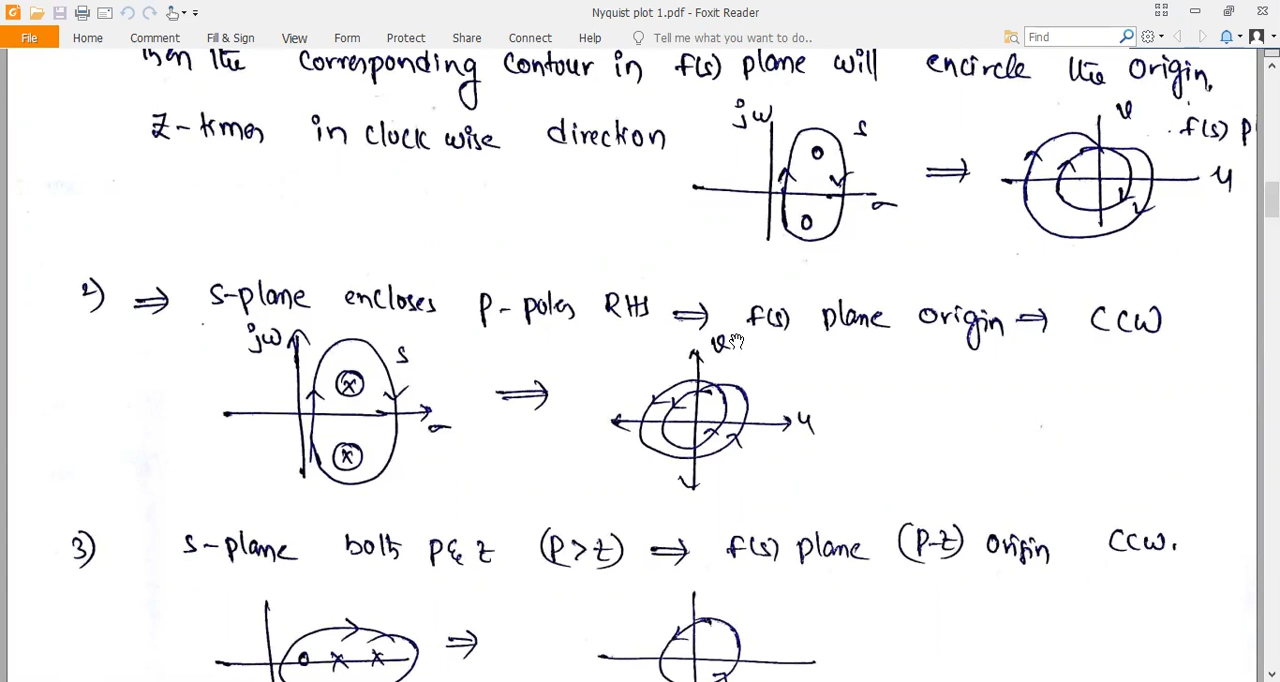 Nyquist plot 1.pdf - Foxit Reader
File Home Comment Fill & Sign View Form Protect Share Connect Help Tell me what you want to do.. Find
then the corresponding contour in f(s) plane will encircle the origin,
Z-times in clock wise direction
jω s ⇒ v f(s) p
σ u
2) ⇒ s-plane encloses P-poles RHS ⇒ f(s) plane origin ⇒ CCW
jω s ⇒ v
σ u
3) s-plane both p & z (P>z) ⇒ f(s) plane (P-z) origin CCW.
⇒